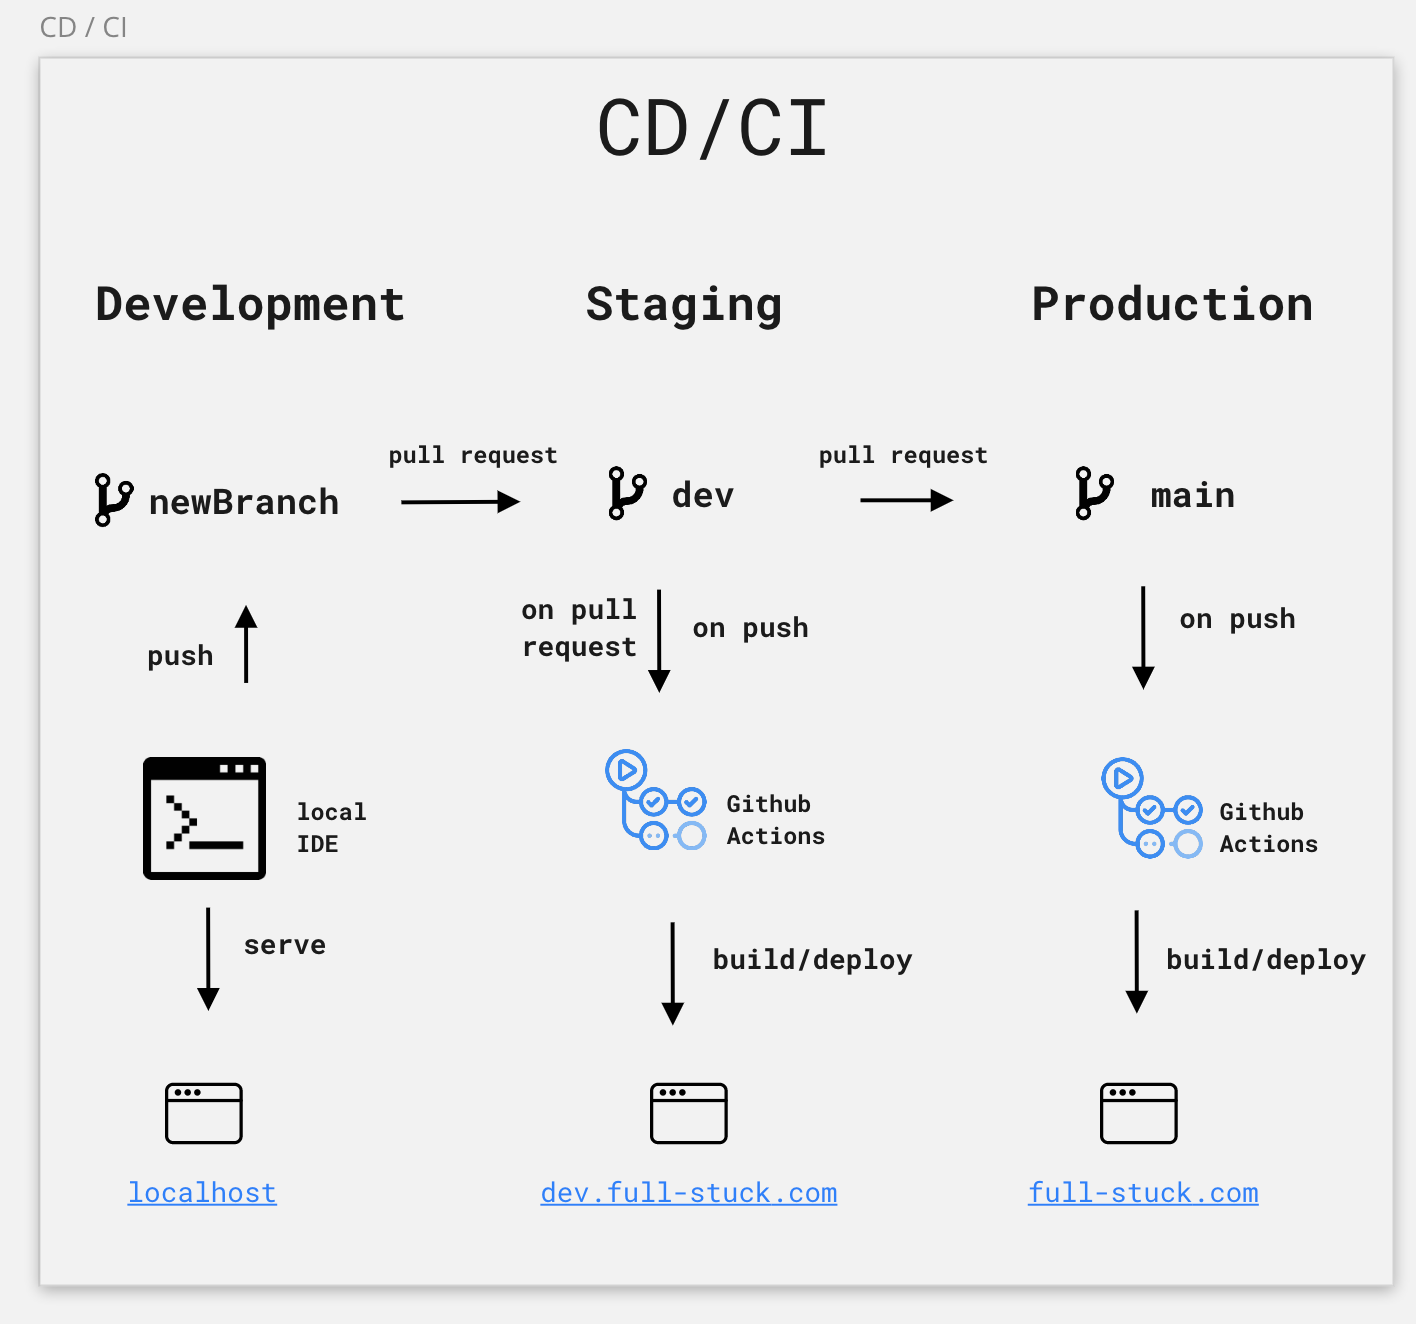 CD / CI
CD/CI
Development
Staging
Production
pull request
pull request
newBranch
dev
main
push
on pull
request
on push
on push
local
IDE
Github
Actions
Github
Actions
serve
build/deploy
build/deploy
localhost
dev.full-stuck.com
full-stuck.com